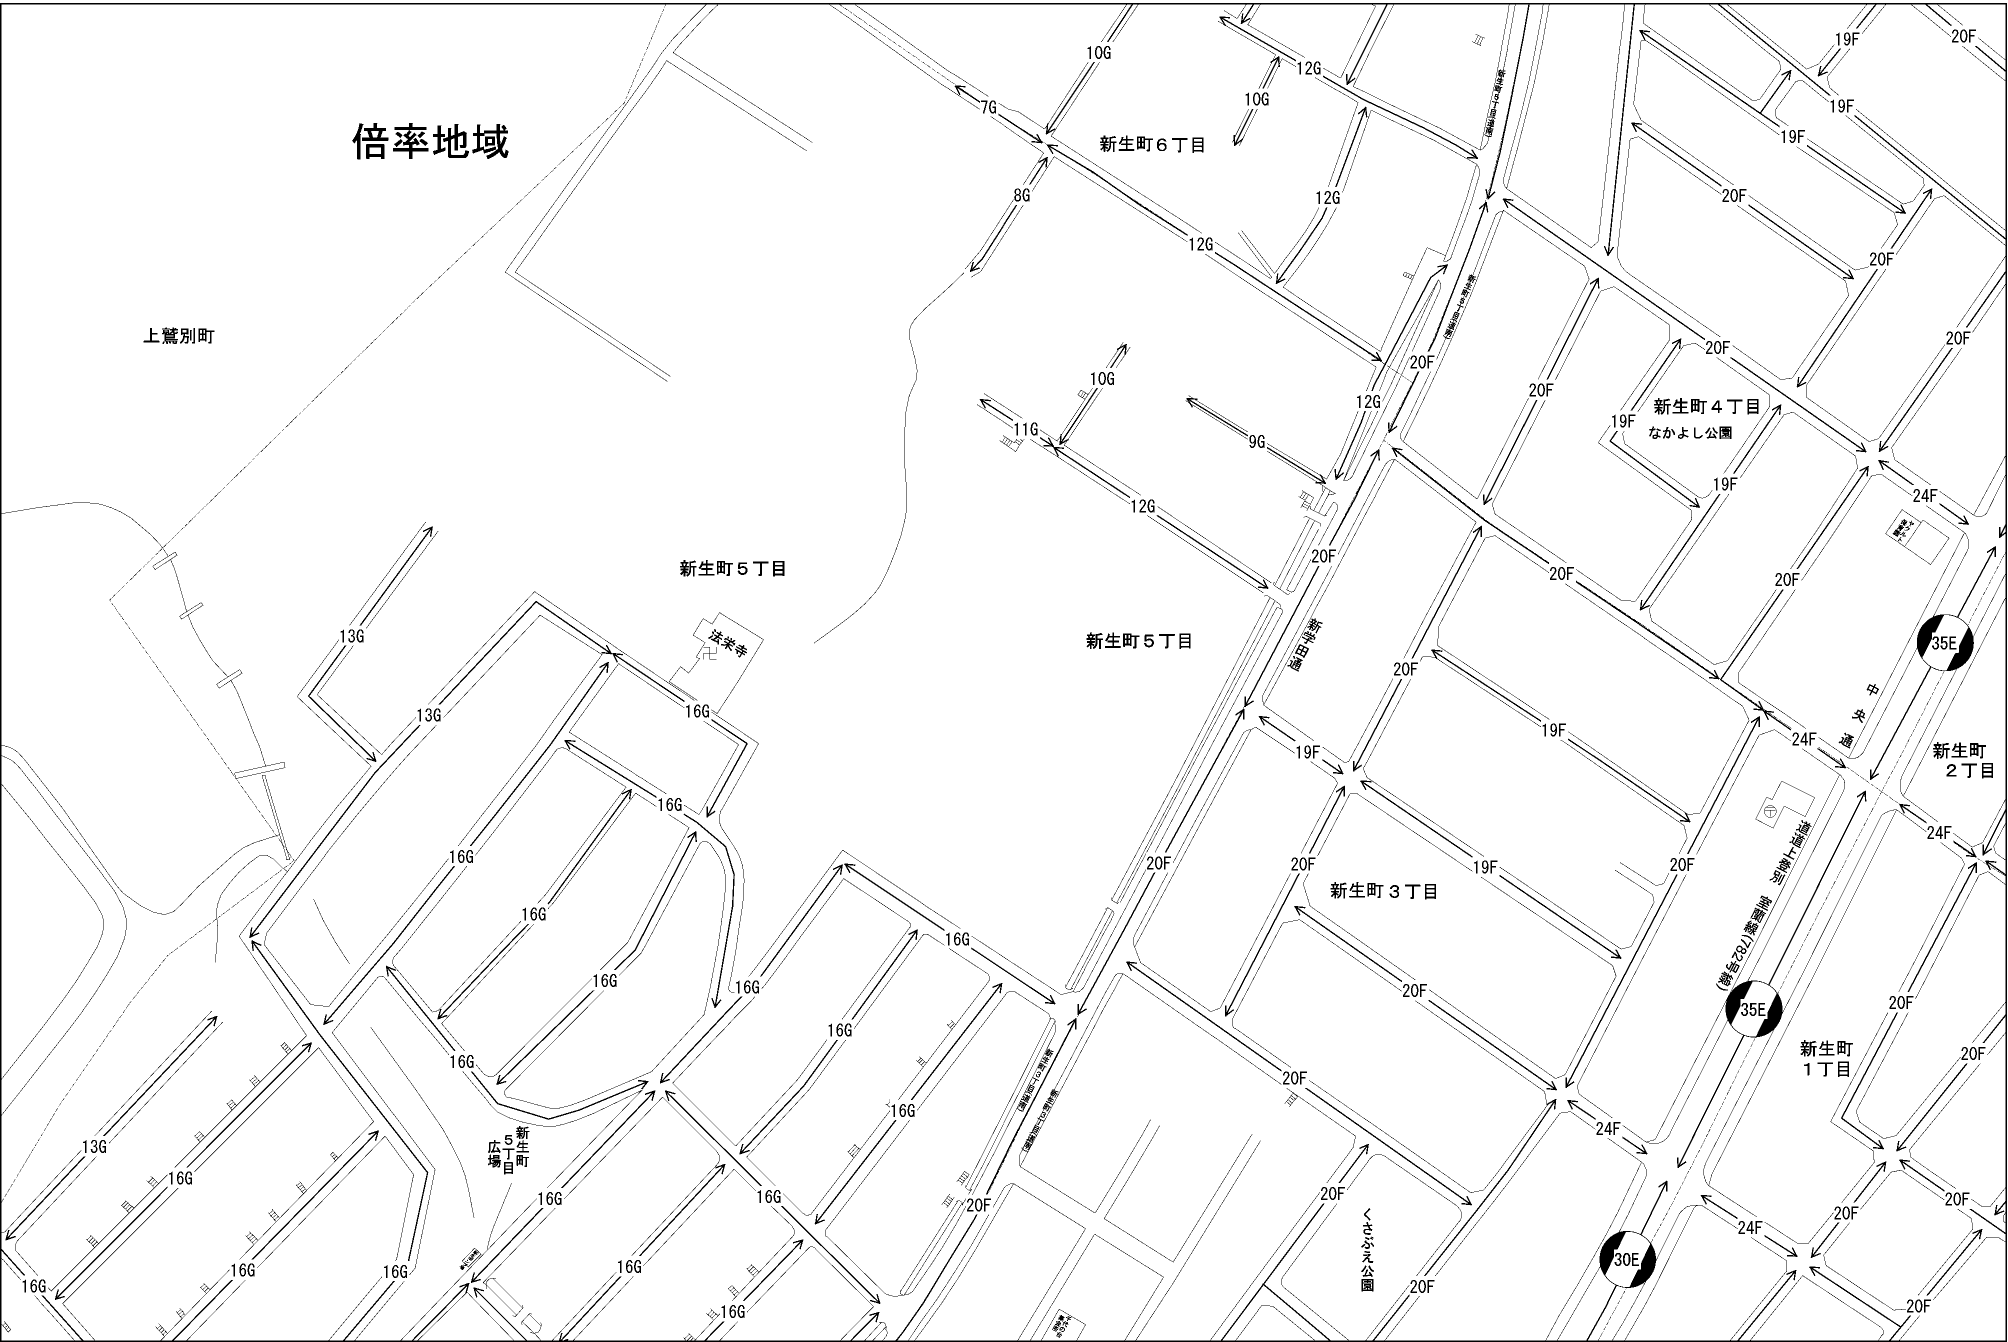 倍率地域
上鷲別町
新生町６丁目
新生町５丁目
新生町５丁目
法栄寺
新生町４丁目
なかよし公園
新生町３丁目
新生町
２丁目
新生町
１丁目
新生町
５丁目
広場
くさぶえ公園
新学田通
中央通
道道上登別
室蘭線(782号線)
10G
7G
8G
12G
10G
12G
12G
20F
19F
20F
19F
19F
20F
20F
20F
20F
20F
20F
12G
10G
11G
12G
9G
20F
19F
19F
24F
20F
20F
35E
13G
13G
16G
20F
19F
19F
24F
24F
16G
16G
16G
20F
20F
19F
20F
16G
16G
16G
16G
20F
35E
20F
20F
16G
16G
16G
20F
24F
13G
16G
16G
16G
20F
20F
20F
20F
24F
30E
16G
16G
16G
16G
16G
20F
20F